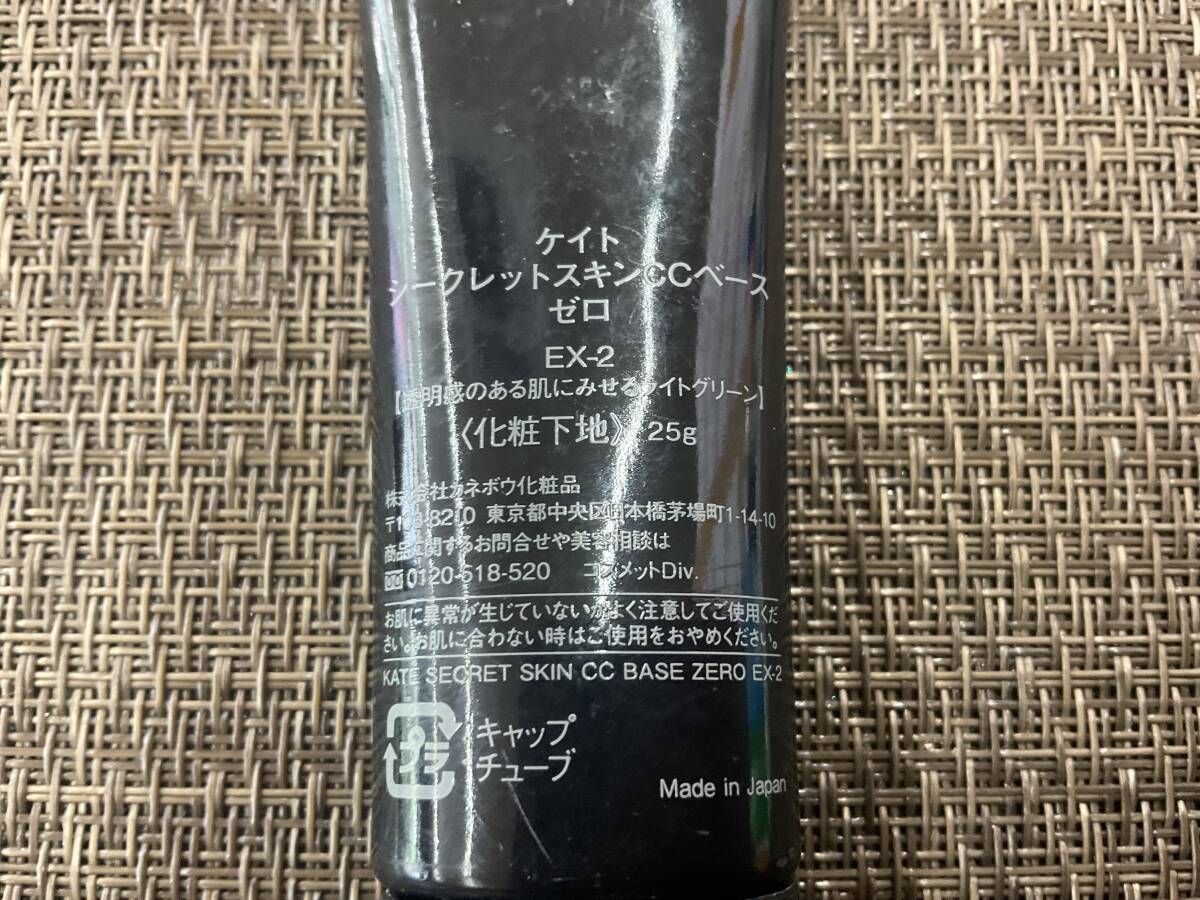 ケイト
シークレットスキンCCベース
ゼロ
EX-2
【透明感のある肌にみせるライトグリーン】
〈化粧下地〉 25g
株式会社カネボウ化粧品
〒103-8210 東京都中央区日本橋茅場町1-14-10
商品に関するお問合せや美容相談は
0120-518-520 コスメットDiv.
お肌に異常が生じていないかよく注意してご使用くだ
さい。お肌に合わない時はご使用をおやめください。
KATE SECRET SKIN CC BASE ZERO EX-2
プラ キャップ
チューブ
Made in Japan